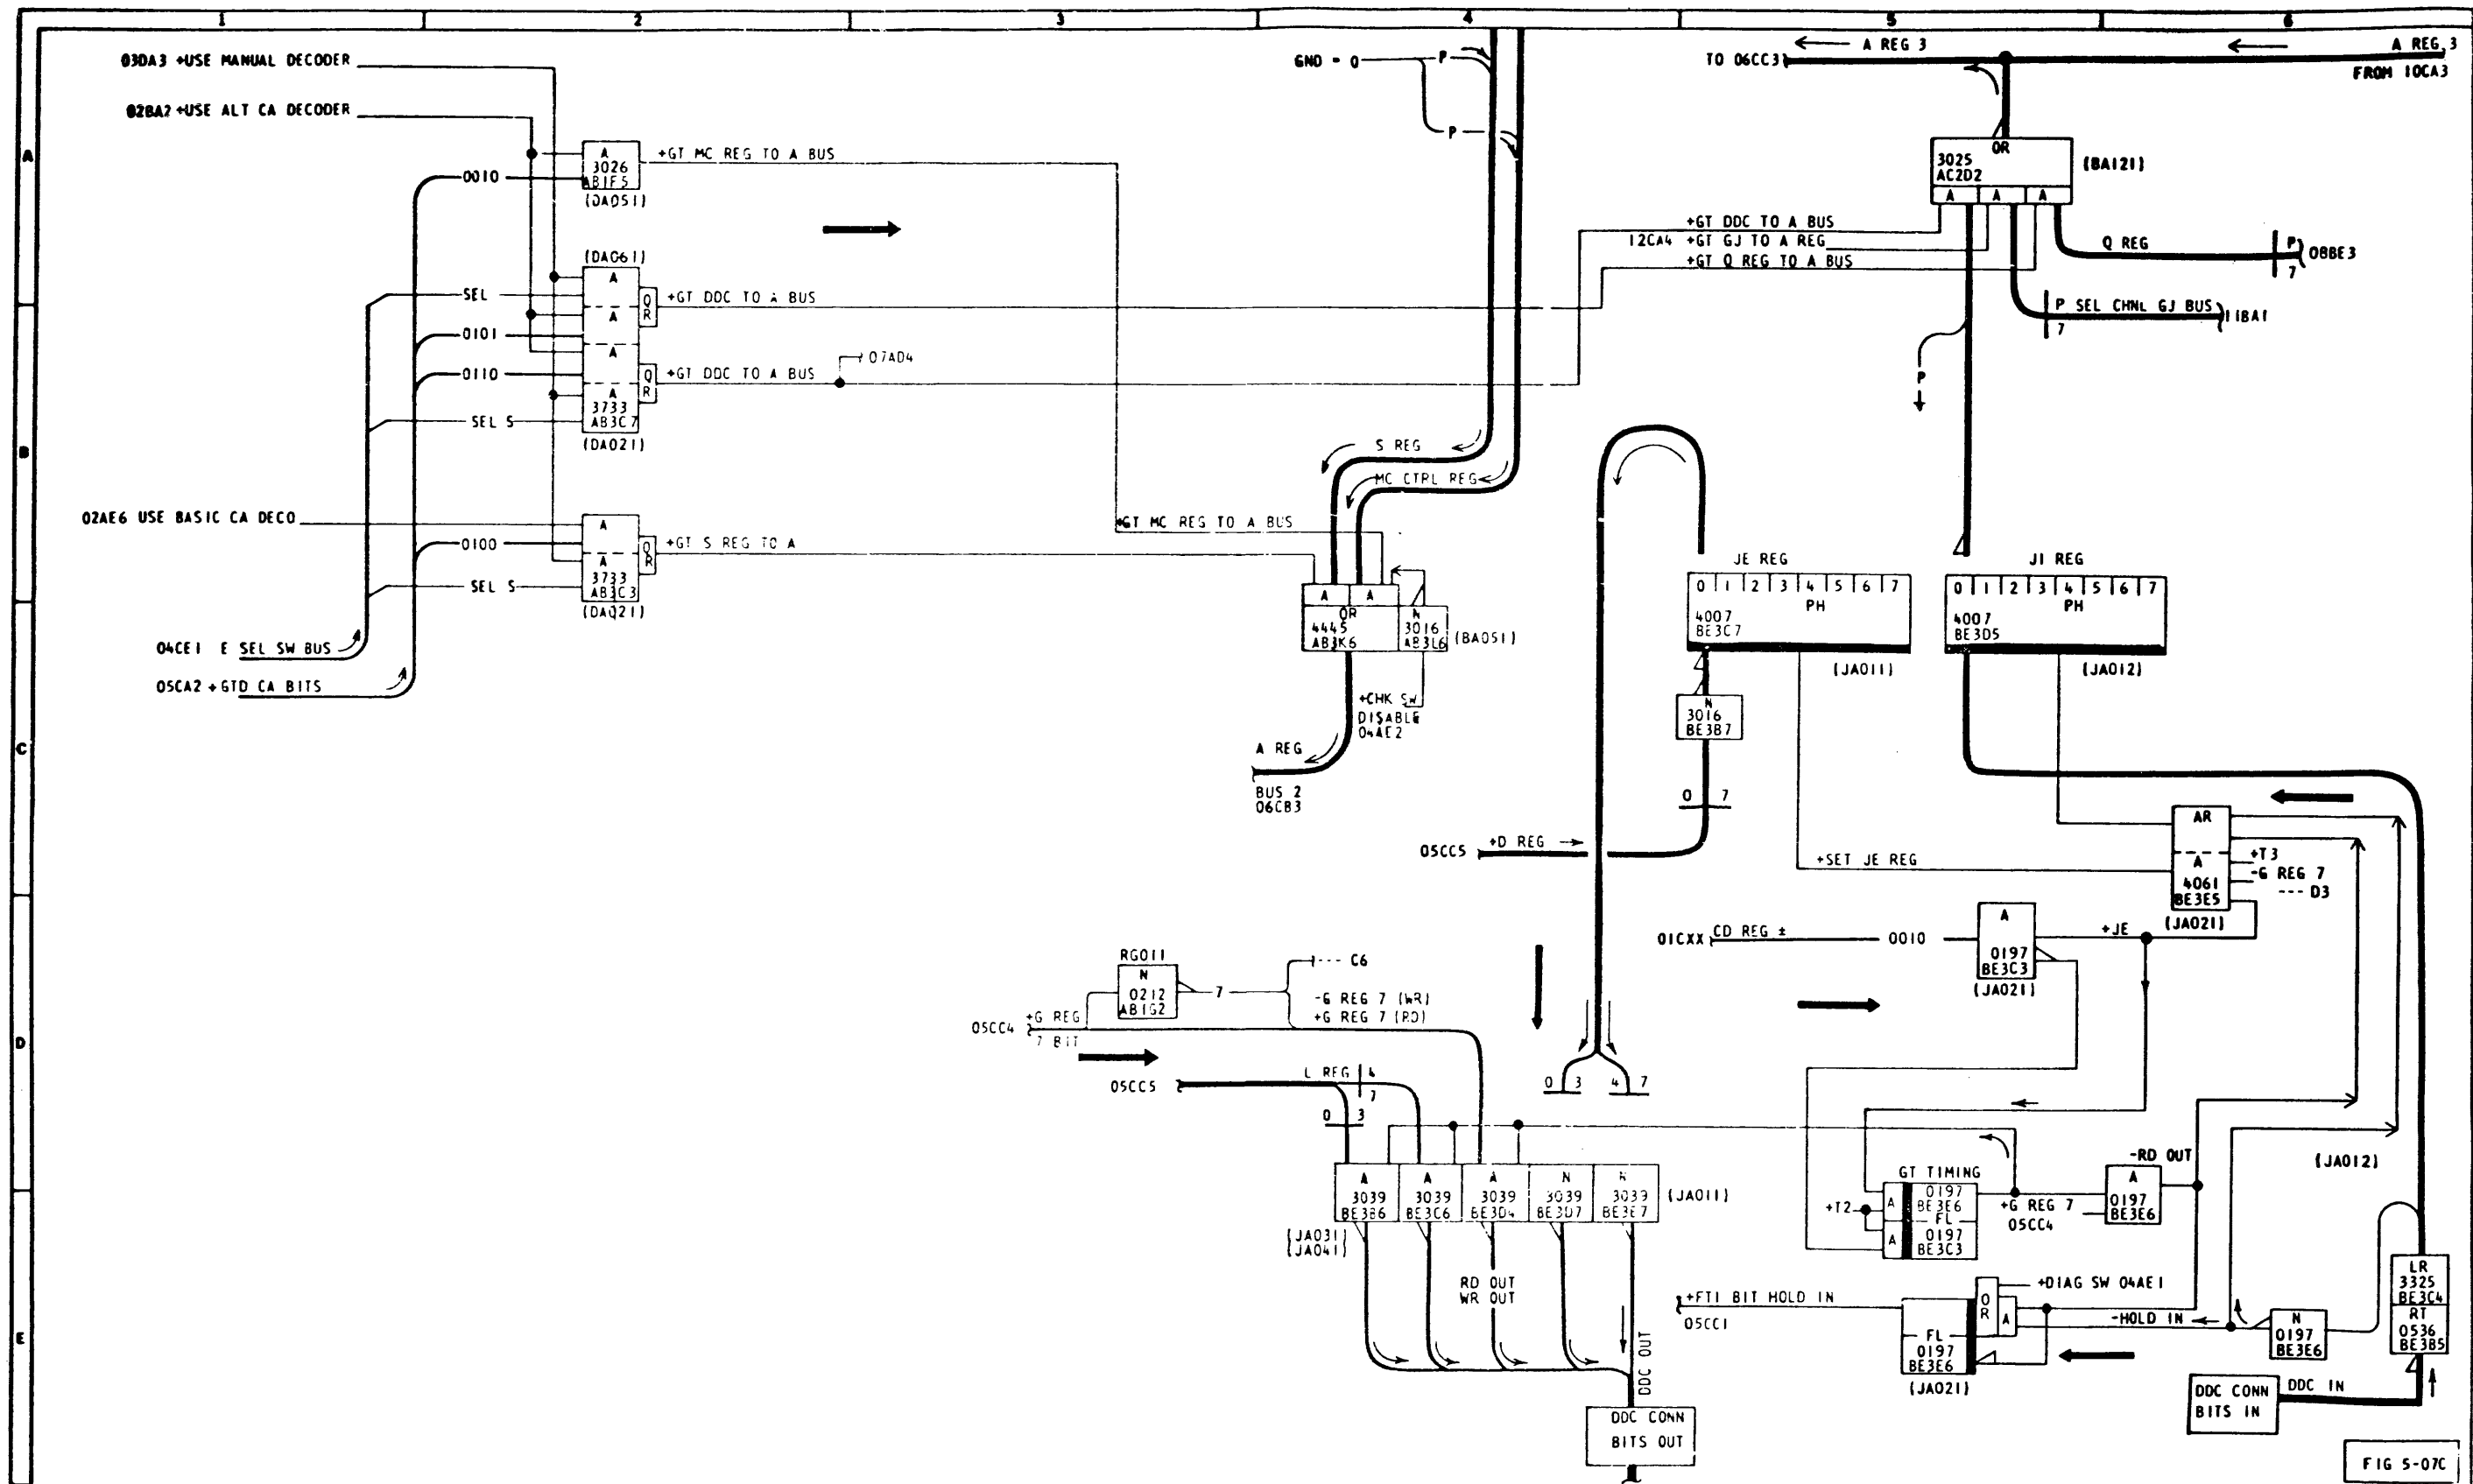 1 2 3 4 5 6
A
B
C
D
E
03DA3 +USE MANUAL DECODER
02BA2 +USE ALT CA DECODER
0010
A
3026
AB1F5
(DA051)
+GT MC REG TO A BUS
(DA061)
SEL
A
A
OR
+GT DDC TO A BUS
0101
0110
A
A
3733
AB3C7
OR
(DA021)
+GT DDC TO A BUS
07AD4
SEL S
02AE6 USE BASIC CA DECO
0100
A
A
3733
AB3C3
OR
(DA021)
+GT S REG TO A
SEL S
04CE1 E SEL SW BUS
05CA2 +GTD CA BITS
GND = 0
P
P
S REG
MC CTRL REG
+GT MC REG TO A BUS
A A
OR
4445
AB3K6
N
3016
AB3L6
(BA051)
+CHK SW
DISABLE
04AE2
A REG
BUS 2
06CB3
TO 06CC3
A REG 3
A REG 3
FROM 10CA3
OR
3025
AC2D2
A A A
(BA121)
+GT DDC TO A BUS
12CA4 +GT GJ TO A REG
+GT Q REG TO A BUS
Q REG
P
7
08BE3
P SEL CHNL GJ BUS
7
11BA1
P
JE REG
0 1 2 3 4 5 6 7
PH
4007
BE3C7
(JA011)
JI REG
0 1 2 3 4 5 6 7
PH
4007
BE3D5
(JA012)
N
3016
BE3B7
0 7
05CC5 +D REG
+SET JE REG
AR
A
4061
BE3E5
(JA021)
+T3
-G REG 7
--- D3
01CXX CD REG ±
0010
A
0197
BE3C3
(JA021)
+JE
RG011
N
0212
AB1G2
7
--- C6
-G REG 7 (WR)
+G REG 7 (RD)
05CC4 +G REG
7 BIT
05CC5
L REG 4
7
0 3
0 3 4 7
A
3039
BE3B6
A
3039
BE3C6
A
3039
BE3D4
N
3039
BE3D7
N
3039
BE3E7
(JA011)
(JA031)
(JA041)
RD OUT
WR OUT
DDC OUT
DDC CONN
BITS OUT
GT TIMING
+T2
A
A
0197
BE3E6
FL
0197
BE3C3
+G REG 7
05CC4
-RD OUT
A
0197
BE3E6
(JA012)
+FTI BIT HOLD IN
05CC1
OR
A
FL
0197
BE3E6
(JA021)
+DIAG SW 04AE1
-HOLD IN
N
0197
BE3E6
LR
3325
BE3C4
RT
0536
BE3B5
DDC CONN
BITS IN
DDC IN
FIG 5-07C